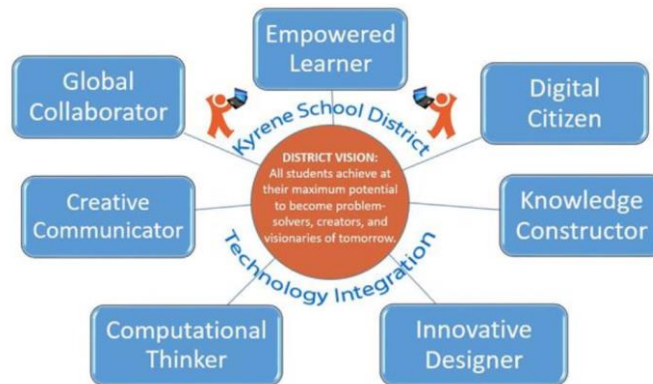 Empowered
Learner
Global
Collaborator
Digital
Citizen
Kyrene School District
DISTRICT VISION:
All students achieve at
their maximum potential
to become problem-
solvers, creators, and
visionaries of tomorrow.
Creative
Communicator
Knowledge
Constructor
Technology Integration
Computational
Thinker
Innovative
Designer